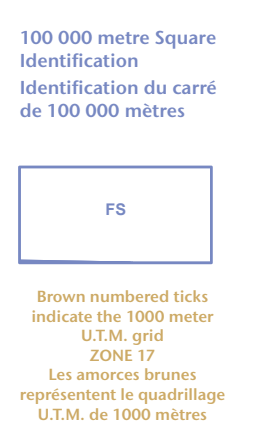 100 000 metre Square
Identification
Identification du carré
de 100 000 mètres
FS
Brown numbered ticks
indicate the 1000 meter
U.T.M. grid
ZONE 17
Les amorces brunes
représentent le quadrillage
U.T.M. de 1000 mètres